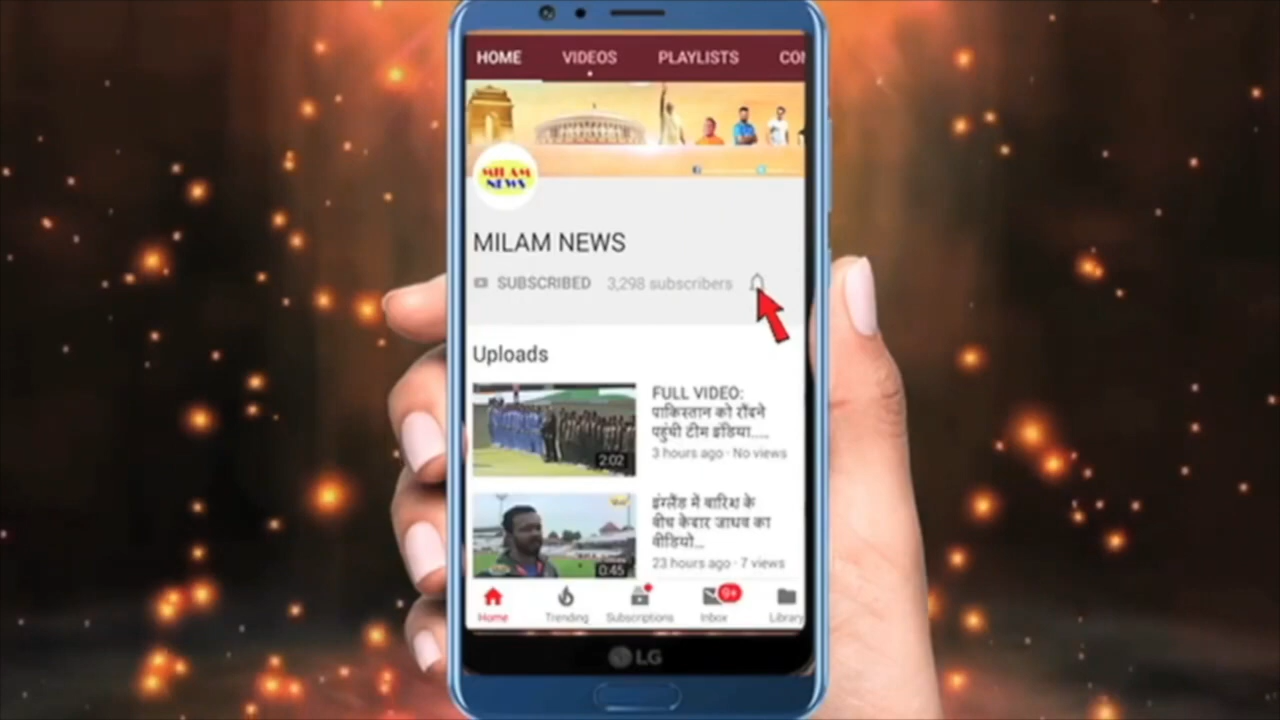 HOME VIDEOS PLAYLISTS CON
MILAM
NEWS
MILAM NEWS
SUBSCRIBED 3,298 subscribers
Uploads
FULL VIDEO:
पाकिस्तान को रौंदने
पहुंची टीम इंडिया.....
3 hours ago · No views
2:02
इंग्लैंड में बारिश के
बीच केदार जाधव का
वीडियो...
23 hours ago · 7 views
0:45
9+
Home Trending Subscriptions Inbox Library
LG